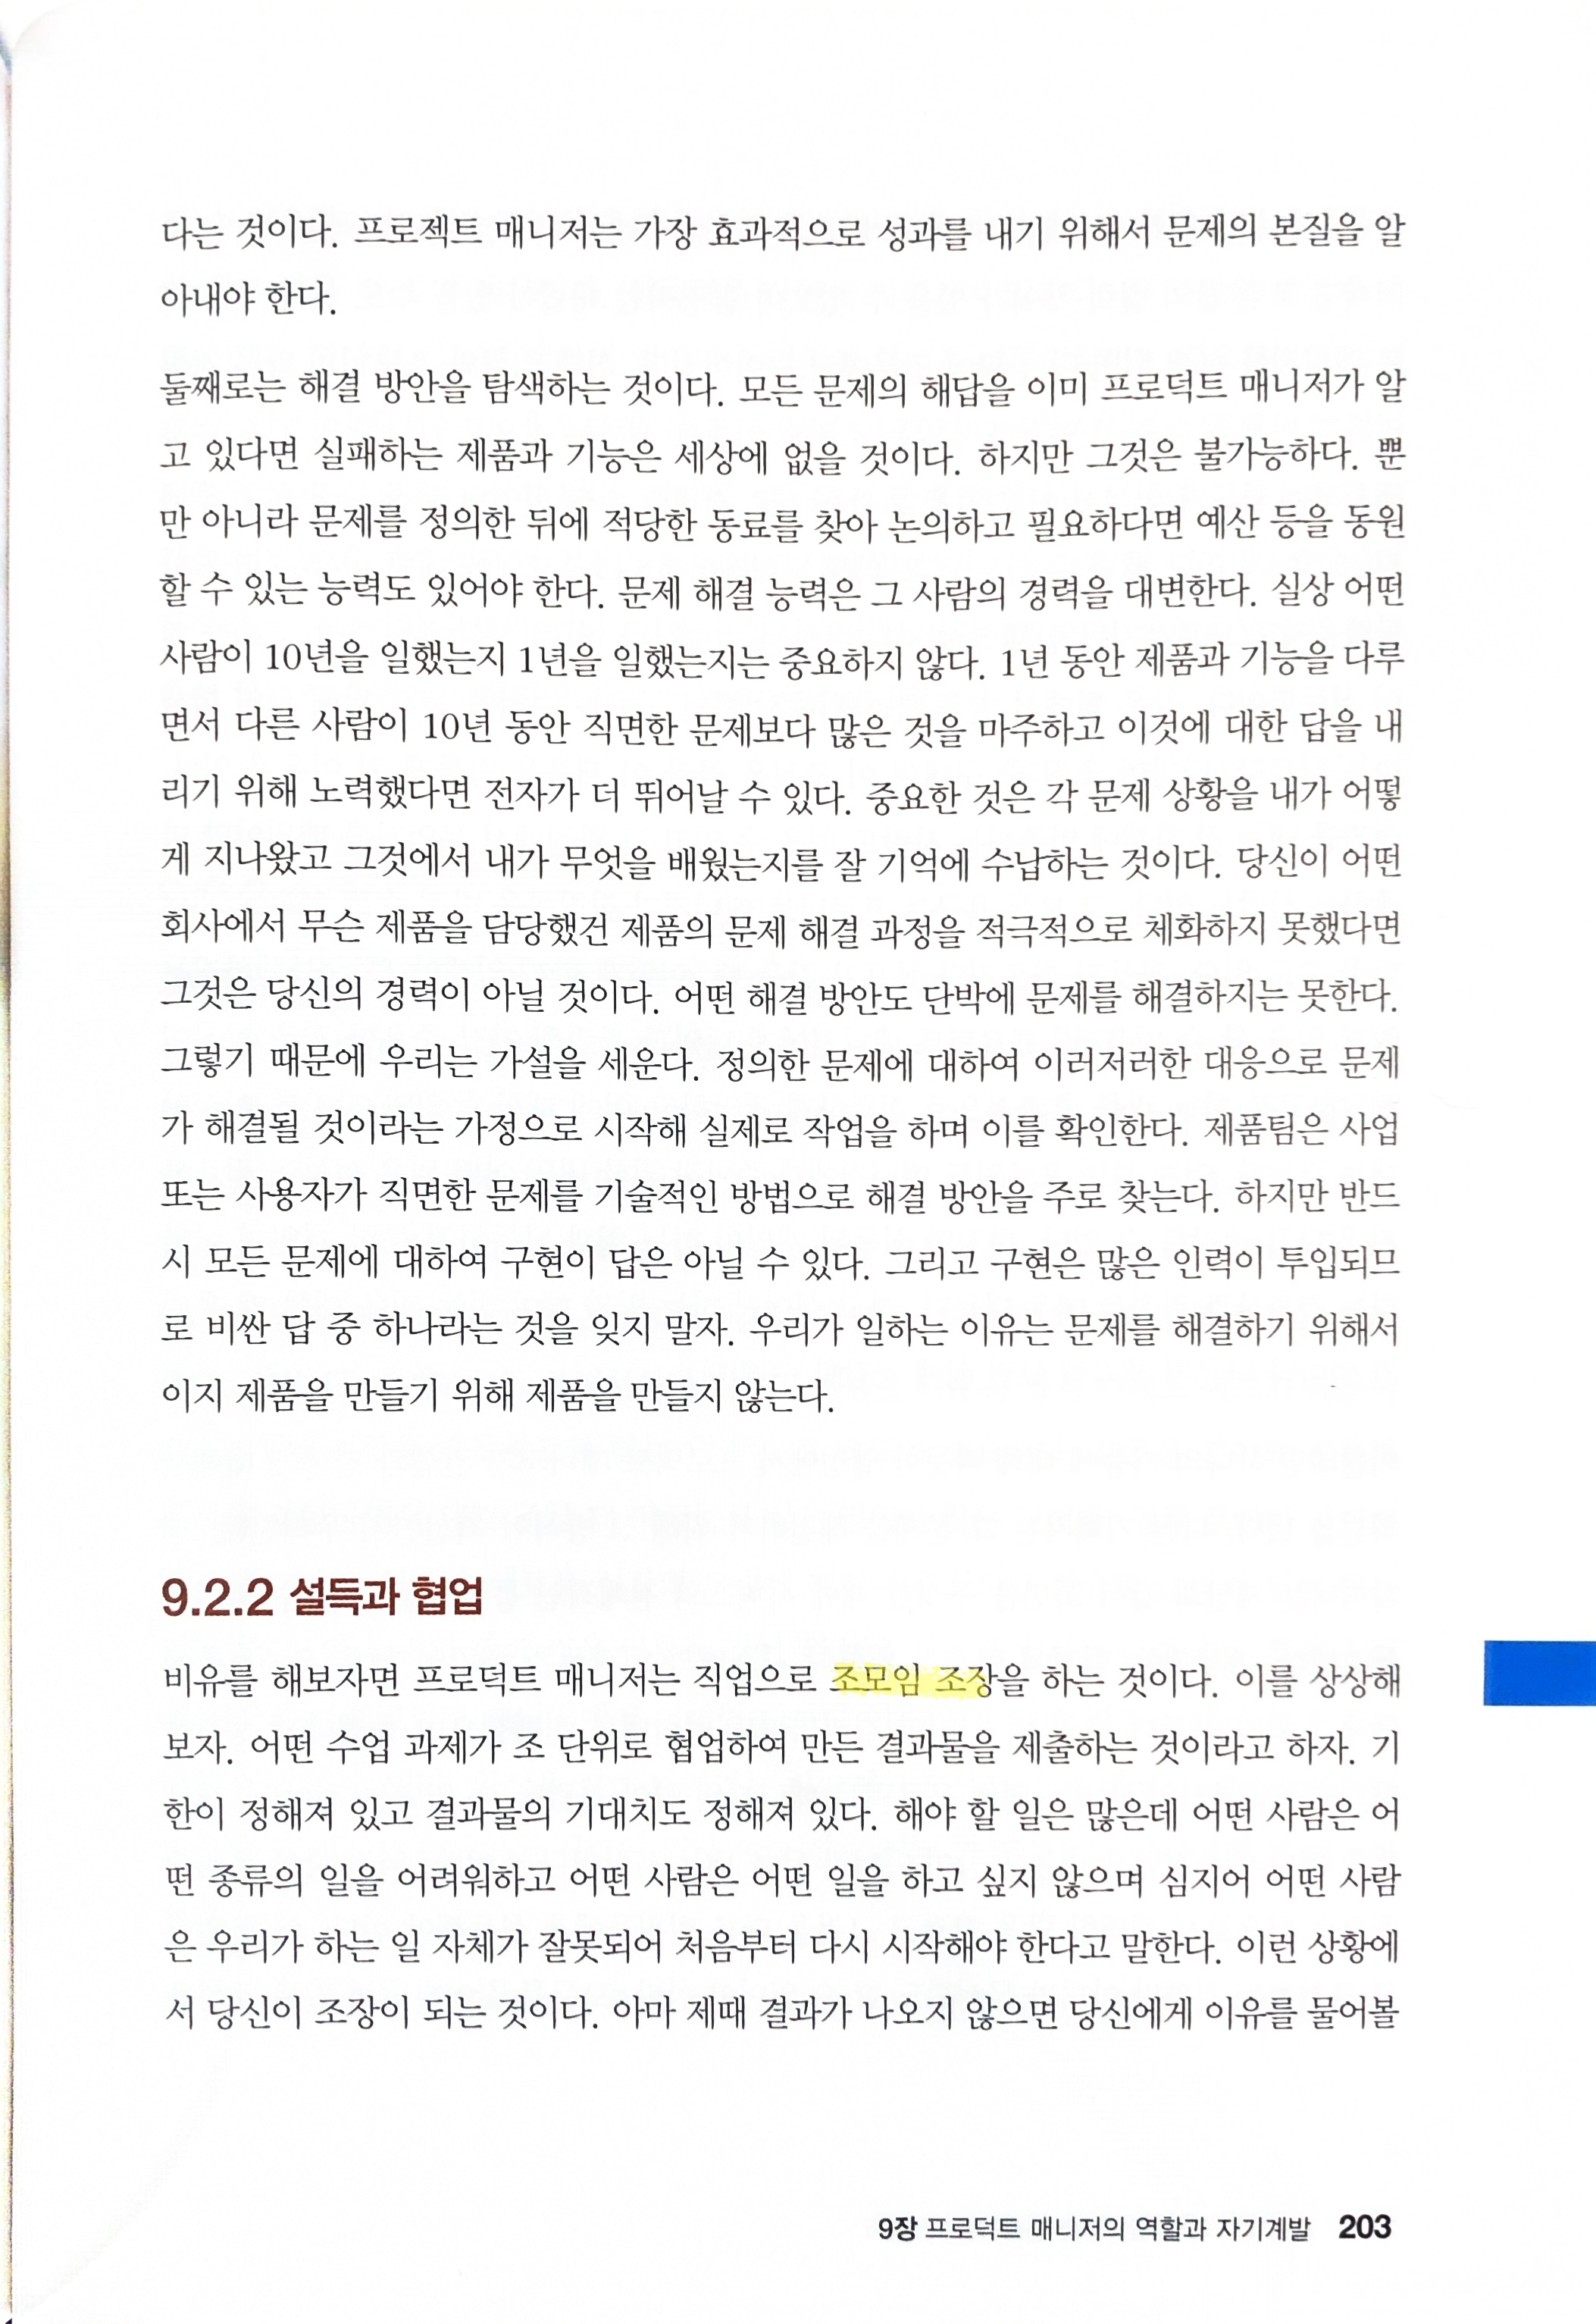 다는 것이다. 프로젝트 매니저는 가장 효과적으로 성과를 내기 위해서 문제의 본질을 알
아내야 한다.
둘째로는 해결 방안을 탐색하는 것이다. 모든 문제의 해답을 이미 프로덕트 매니저가 알
고 있다면 실패하는 제품과 기능은 세상에 없을 것이다. 하지만 그것은 불가능하다. 뿐
만 아니라 문제를 정의한 뒤에 적당한 동료를 찾아 논의하고 필요하다면 예산 등을 동원
할 수 있는 능력도 있어야 한다. 문제 해결 능력은 그 사람의 경력을 대변한다. 실상 어떤
사람이 10년을 일했는지 1년을 일했는지는 중요하지 않다. 1년 동안 제품과 기능을 다루
면서 다른 사람이 10년 동안 직면한 문제보다 많은 것을 마주하고 이것에 대한 답을 내
리기 위해 노력했다면 전자가 더 뛰어날 수 있다. 중요한 것은 각 문제 상황을 내가 어떻
게 지나왔고 그것에서 내가 무엇을 배웠는지를 잘 기억에 수납하는 것이다. 당신이 어떤
회사에서 무슨 제품을 담당했건 제품의 문제 해결 과정을 적극적으로 체화하지 못했다면
그것은 당신의 경력이 아닐 것이다. 어떤 해결 방안도 단박에 문제를 해결하지는 못한다.
그렇기 때문에 우리는 가설을 세운다. 정의한 문제에 대하여 이러저러한 대응으로 문제
가 해결될 것이라는 가정으로 시작해 실제로 작업을 하며 이를 확인한다. 제품팀은 사업
또는 사용자가 직면한 문제를 기술적인 방법으로 해결 방안을 주로 찾는다. 하지만 반드
시 모든 문제에 대하여 구현이 답은 아닐 수 있다. 그리고 구현은 많은 인력이 투입되므
로 비싼 답 중 하나라는 것을 잊지 말자. 우리가 일하는 이유는 문제를 해결하기 위해서
이지 제품을 만들기 위해 제품을 만들지 않는다.
9.2.2 설득과 협업
비유를 해보자면 프로덕트 매니저는 직업으로 조모임 조장을 하는 것이다. 이를 상상해
보자. 어떤 수업 과제가 조 단위로 협업하여 만든 결과물을 제출하는 것이라고 하자. 기
한이 정해져 있고 결과물의 기대치도 정해져 있다. 해야 할 일은 많은데 어떤 사람은 어
떤 종류의 일을 어려워하고 어떤 사람은 어떤 일을 하고 싶지 않으며 심지어 어떤 사람
은 우리가 하는 일 자체가 잘못되어 처음부터 다시 시작해야 한다고 말한다. 이런 상황에
서 당신이 조장이 되는 것이다. 아마 제때 결과가 나오지 않으면 당신에게 이유를 물어볼
9장 프로덕트 매니저의 역할과 자기계발 203